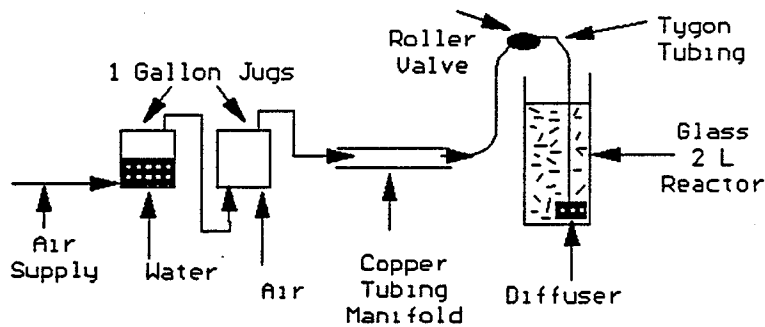 Roller
Valve
Tygon
Tubing
1 Gallon Jugs
Glass
2 L
Reactor
Air
Supply
Water
Air
Copper
Tubing
Manifold
Diffuser